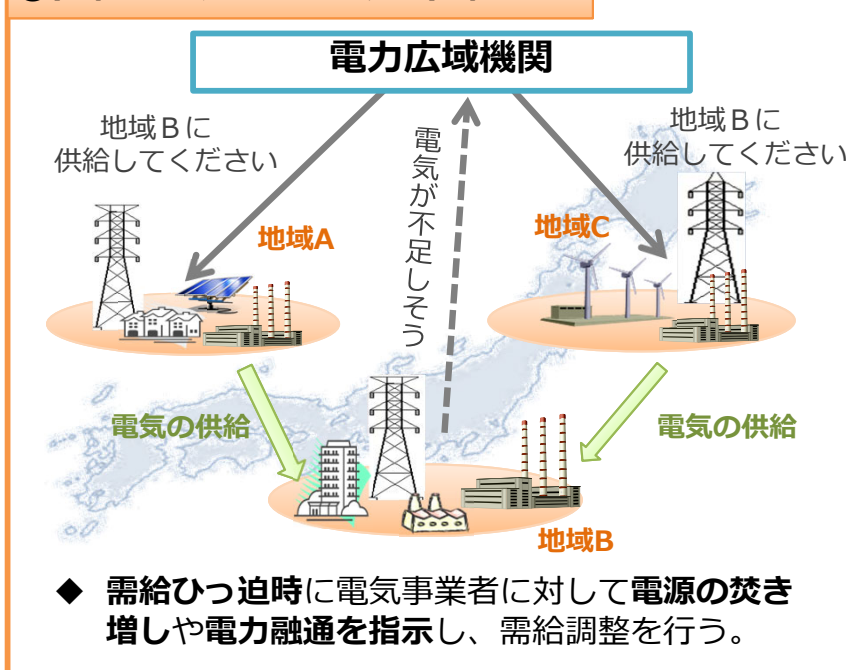 電力広域機関
地域Ｂに
供給してください
地域Ｂに
供給してください
電気が不足しそう
地域A
地域C
電気の供給
電気の供給
地域B
◆ 需給ひっ迫時に電気事業者に対して電源の焚き
増しや電力融通を指示し、需給調整を行う。